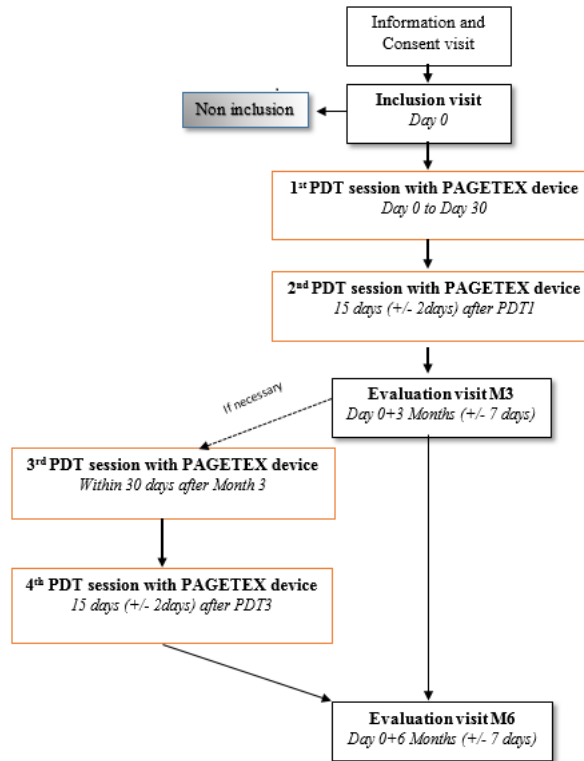 Information and
Consent visit
Non inclusion
Inclusion visit
Day 0
1st PDT session with PAGETEX device
Day 0 to Day 30
2nd PDT session with PAGETEX device
15 days (+/- 2days) after PDT1
If necessary
Evaluation visit M3
Day 0+3 Months (+/- 7 days)
3rd PDT session with PAGETEX device
Within 30 days after Month 3
4th PDT session with PAGETEX device
15 days (+/- 2days) after PDT3
Evaluation visit M6
Day 0+6 Months (+/- 7 days)